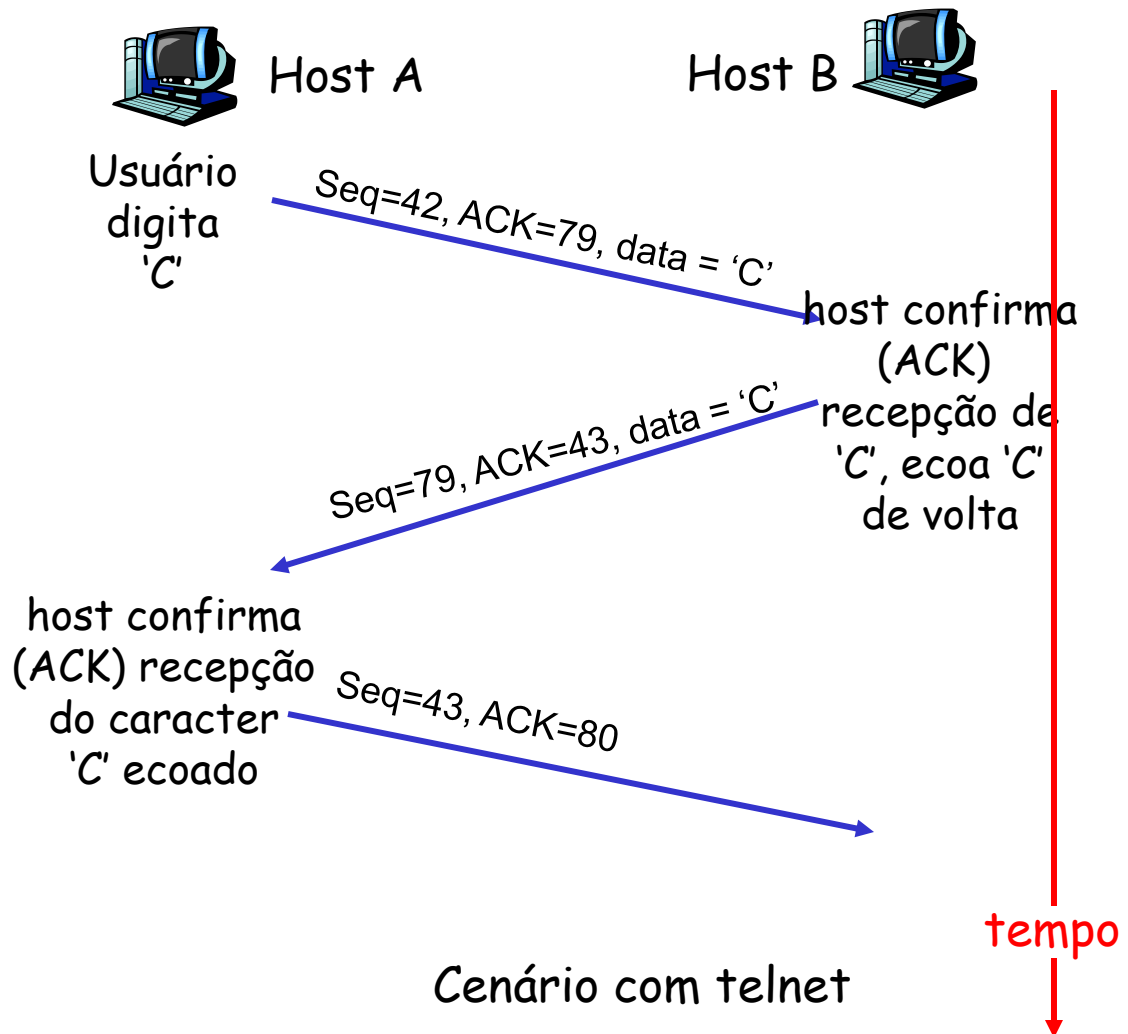 Host A
Host B
Usuário
digita
‘C’
Seq=42, ACK=79, data = ‘C’
host confirma
(ACK)
recepção de
‘C’, ecoa ‘C’
de volta
Seq=79, ACK=43, data = ‘C’
host confirma
(ACK) recepção
do caracter
‘C’ ecoado
Seq=43, ACK=80
tempo
Cenário com telnet